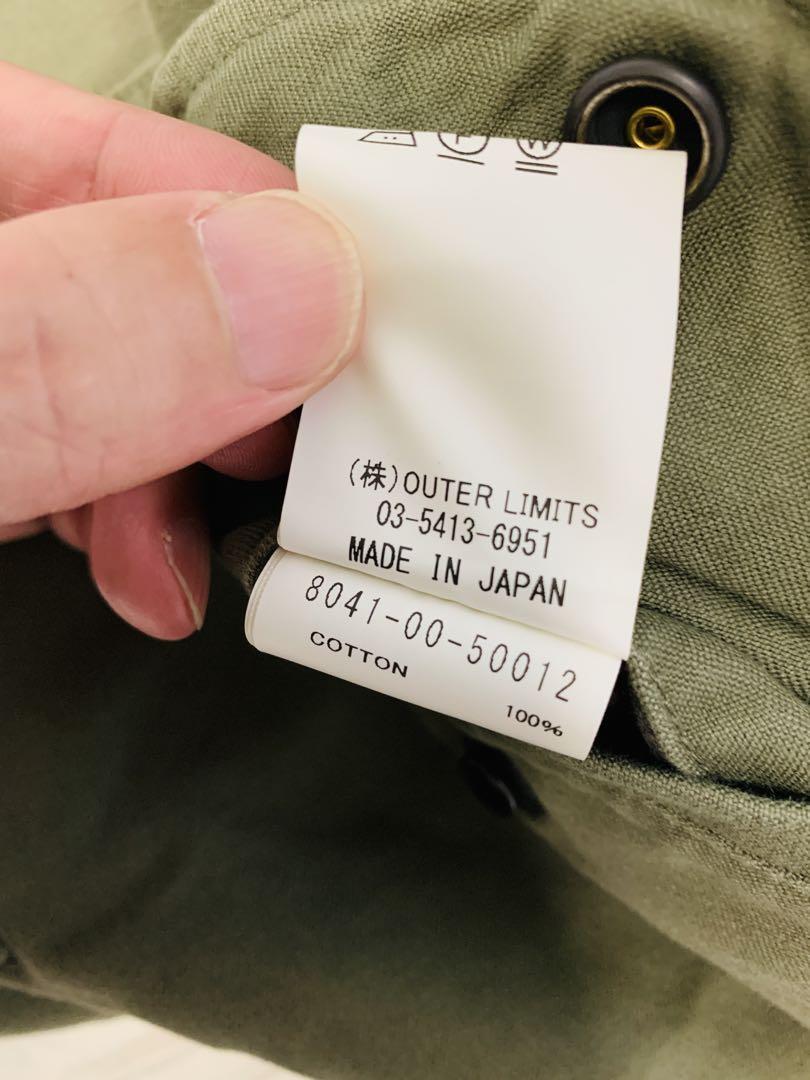 (株)OUTER LIMITS
03-5413-6951
MADE IN JAPAN
8041-00-50012
COTTON
100%